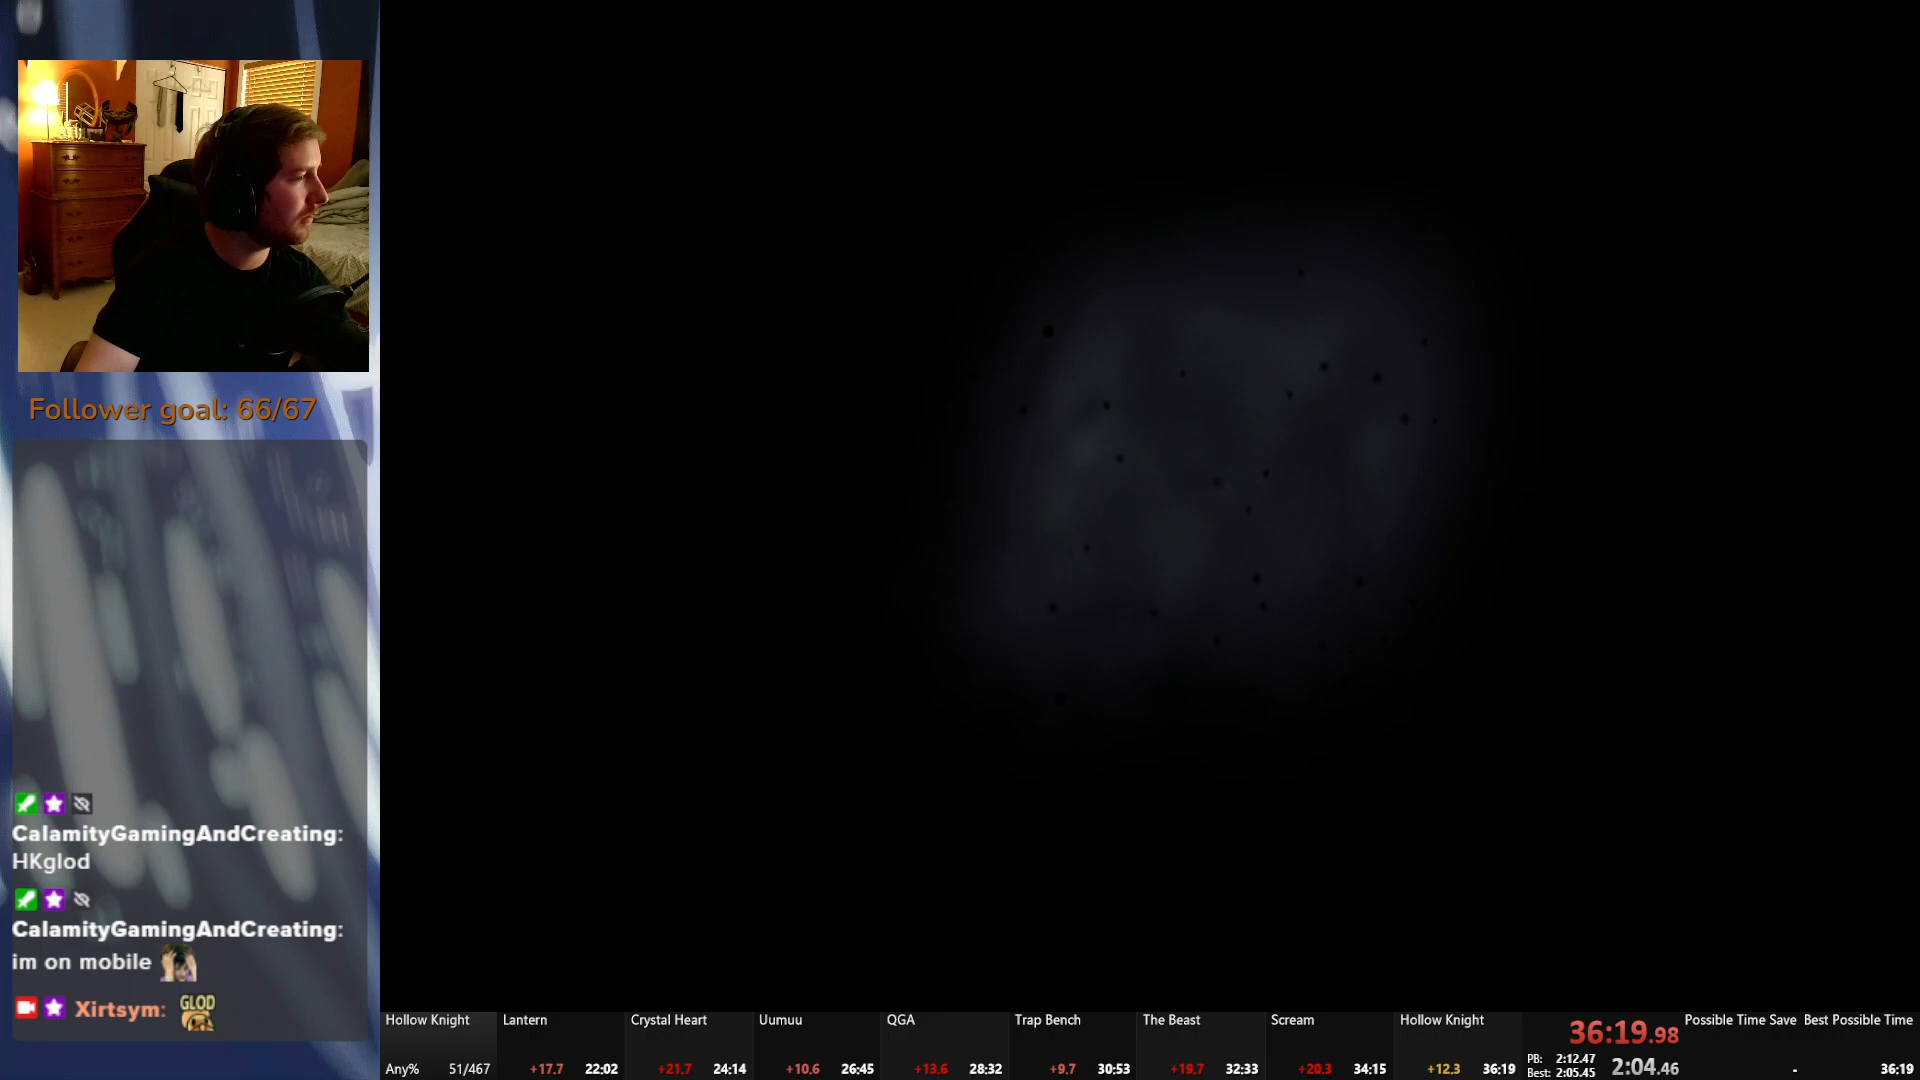 Follower goal: 66/67
CalamityGamingAndCreating:
HKglod
CalamityGamingAndCreating:
im on mobile
Xirtsym: GLOD
Hollow Knight
Any% 51/467
Lantern
+17.7 22:02
Crystal Heart
+21.7 24:14
Uumuu
+10.6 26:45
QGA
+13.6 28:32
Trap Bench
+9.7 30:53
The Beast
+19.7 32:33
Scream
+20.3 34:15
Hollow Knight
+12.3 36:19
36:19.98
PB: 2:12.47
Best: 2:05.45
2:04.46
Possible Time Save
-
Best Possible Time
36:19